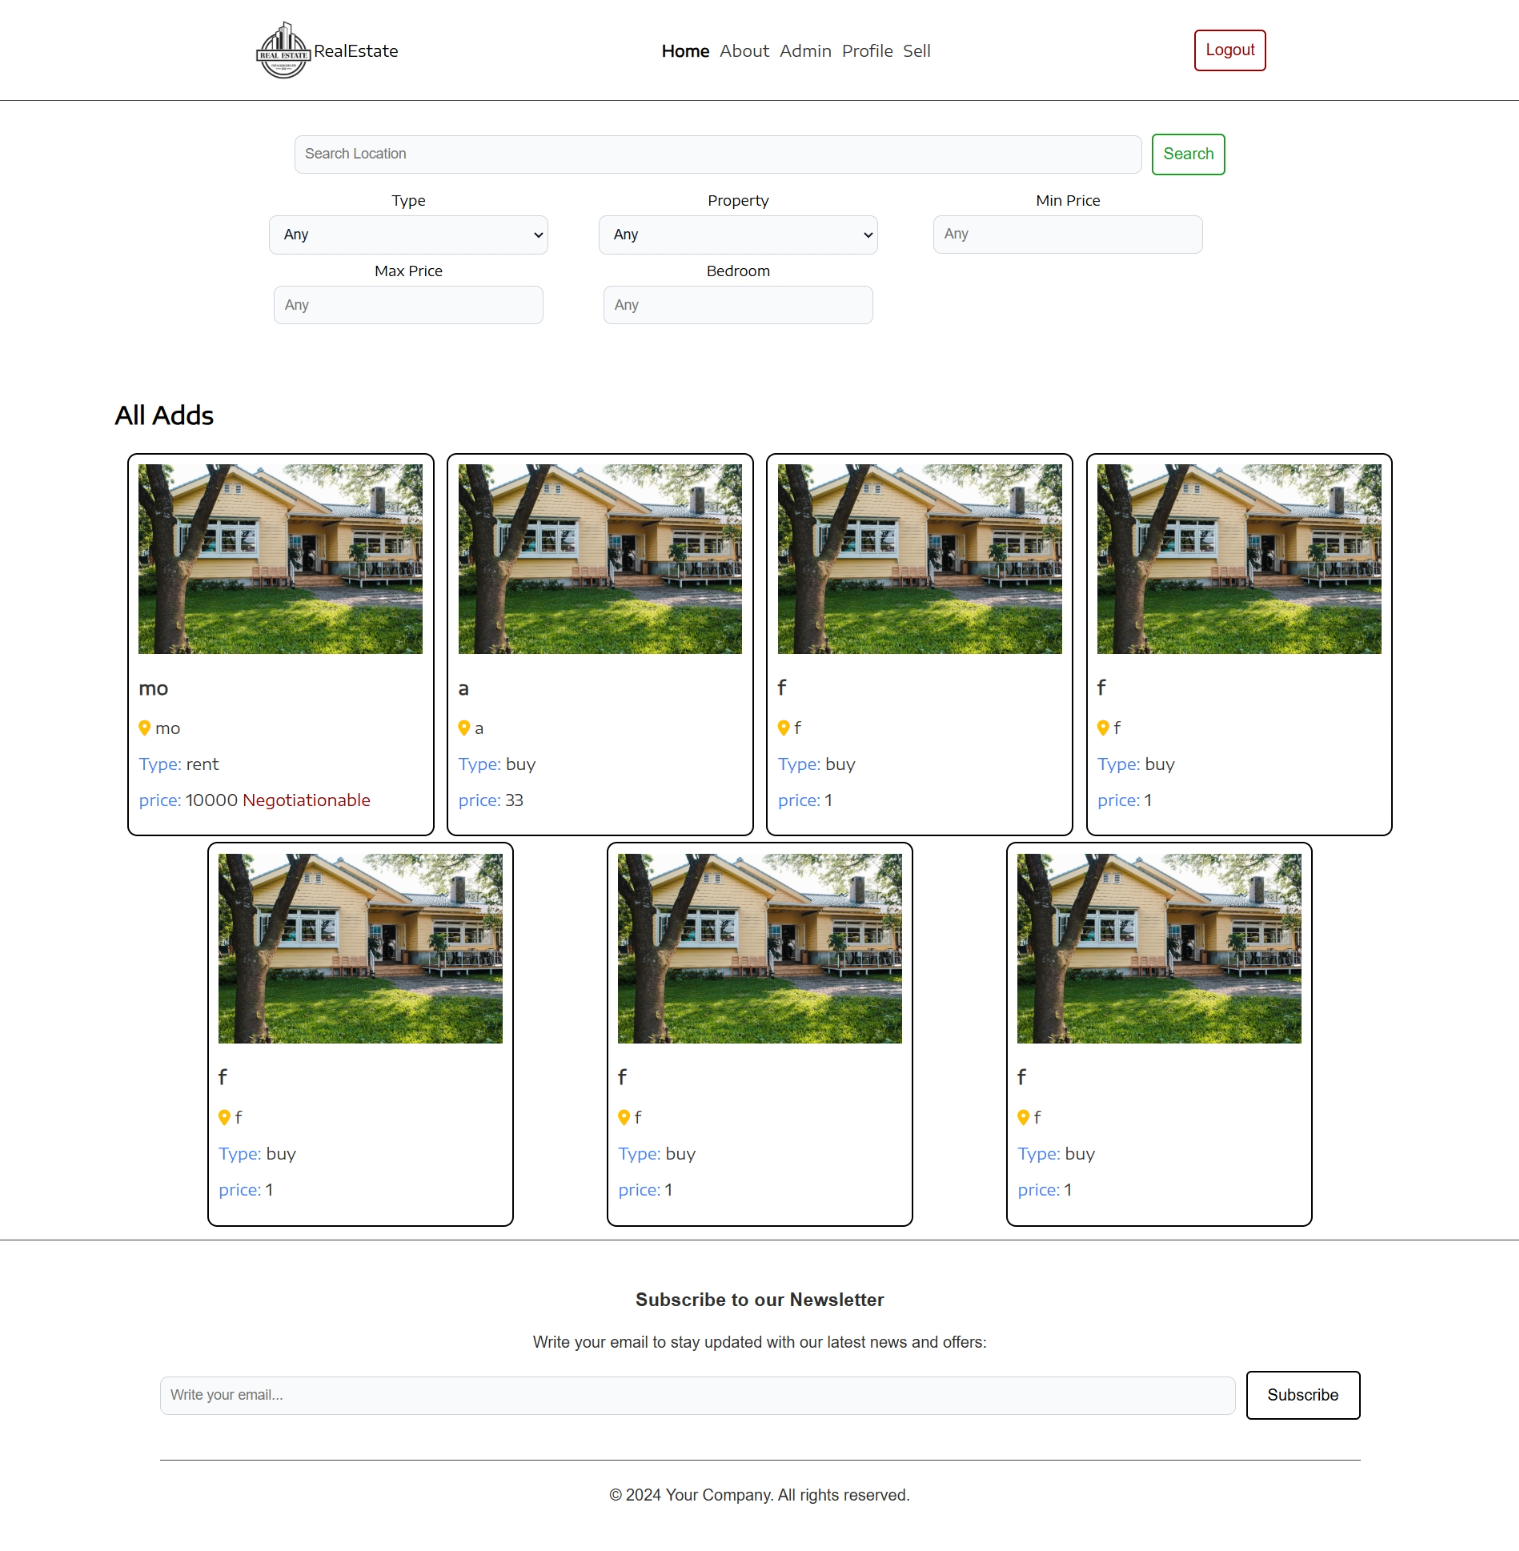 REAL ESTATE
RealEstate
Home About Admin Profile Sell
Logout
Search Location
Search
Type Property Min Price
Any Any Any
Max Price Bedroom
Any Any
All Adds
mo a f f
mo a f f
Type: rent Type: buy Type: buy Type: buy
price: 10000 Negotiationable price: 33 price: 1 price: 1
f f f
f f f
Type: buy Type: buy Type: buy
price: 1 price: 1 price: 1
Subscribe to our Newsletter
Write your email to stay updated with our latest news and offers:
Write your email...
Subscribe
© 2024 Your Company. All rights reserved.